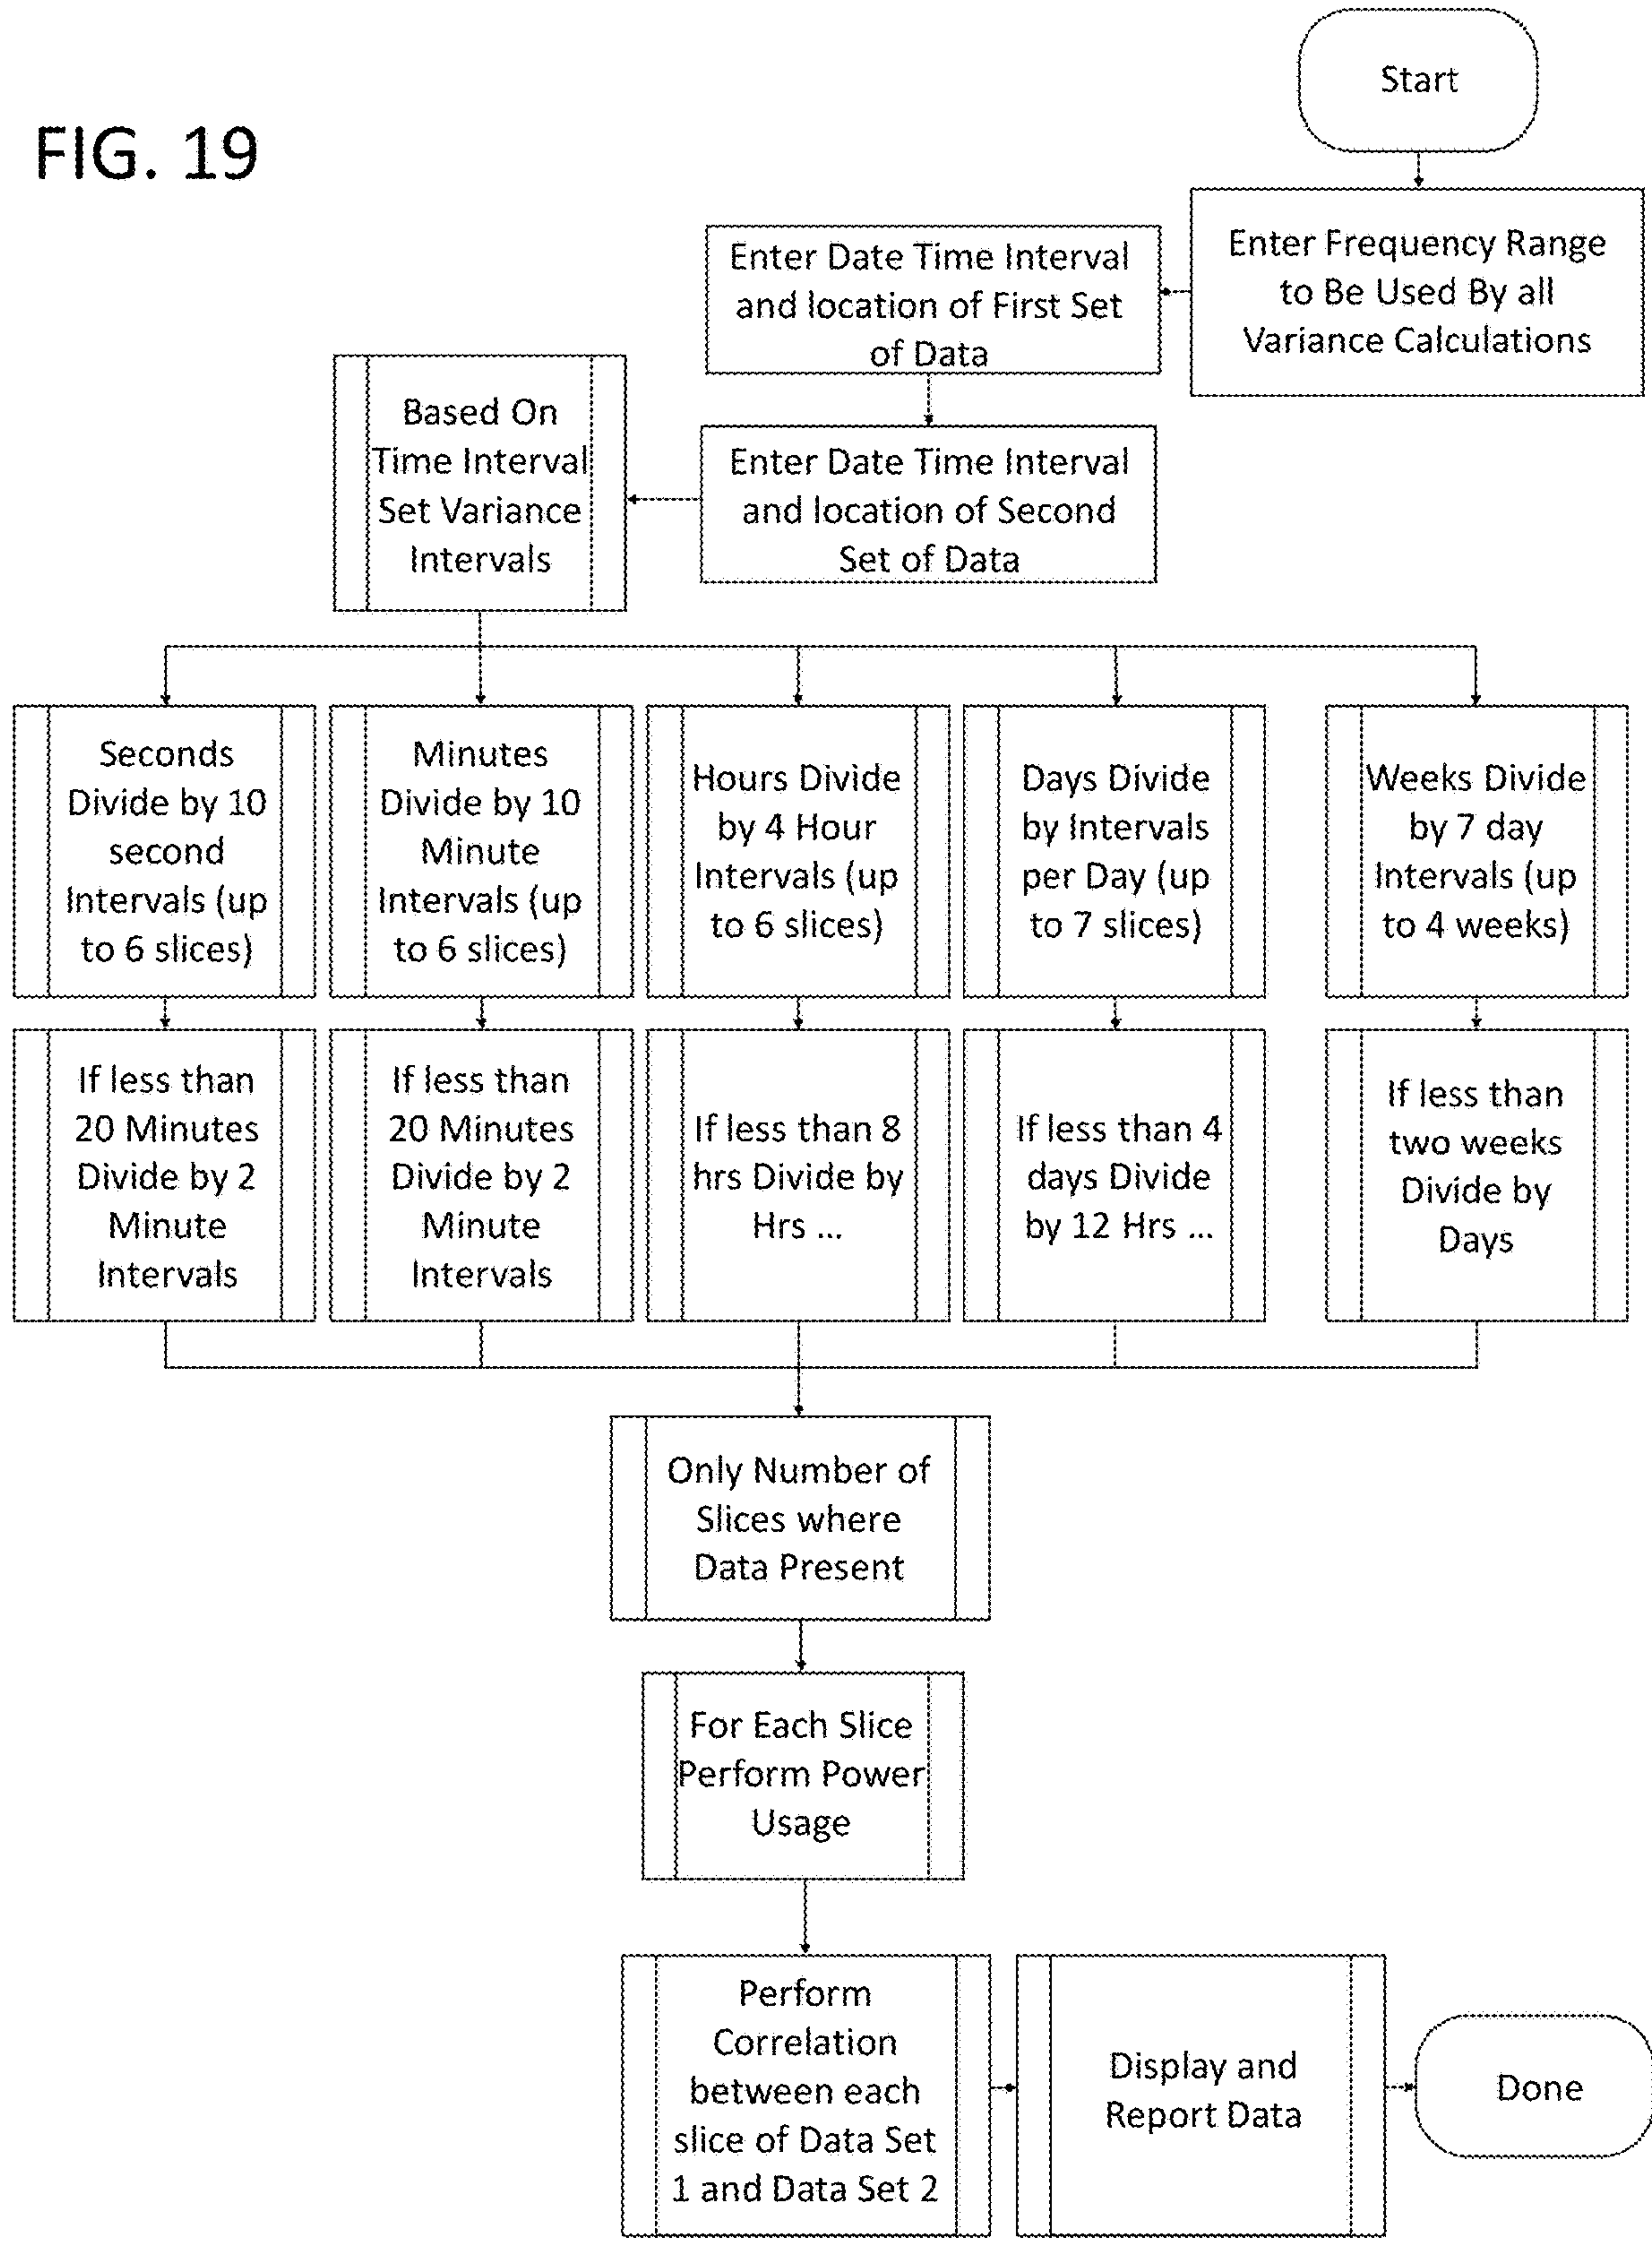 FIG. 19
Start
Enter Frequency Range
to Be Used By all
Variance Calculations
Enter Date Time Interval
and location of First Set
of Data
Enter Date Time Interval
and location of Second
Set of Data
Based On
Time Interval
Set Variance
Intervals
Seconds
Divide by 10
second
Intervals (up
to 6 slices)
Minutes
Divide by 10
Minute
Intervals (up
to 6 slices)
Hours Divide
by 4 Hour
Intervals (up
to 6 slices)
Days Divide
by Intervals
per Day (up
to 7 slices)
Weeks Divide
by 7 day
Intervals (up
to 4 weeks)
If less than
20 Minutes
Divide by 2
Minute
Intervals
If less than
20 Minutes
Divide by 2
Minute
Intervals
If less than 8
hrs Divide by
Hrs ...
If less than 4
days Divide
by 12 Hrs ...
If less than
two weeks
Divide by
Days
Only Number of
Slices where
Data Present
For Each Slice
Perform Power
Usage
Perform
Correlation
between each
slice of Data Set
1 and Data Set 2
Display and
Report Data
Done